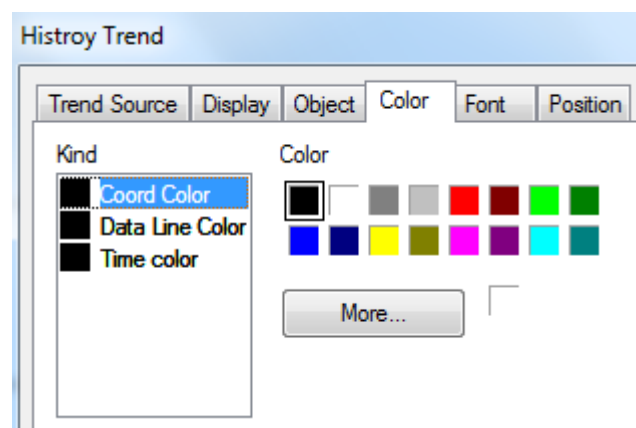 Histroy Trend
Trend Source Display Object Color Font Position
Kind Color
Coord Color
Data Line Color
Time color
More...